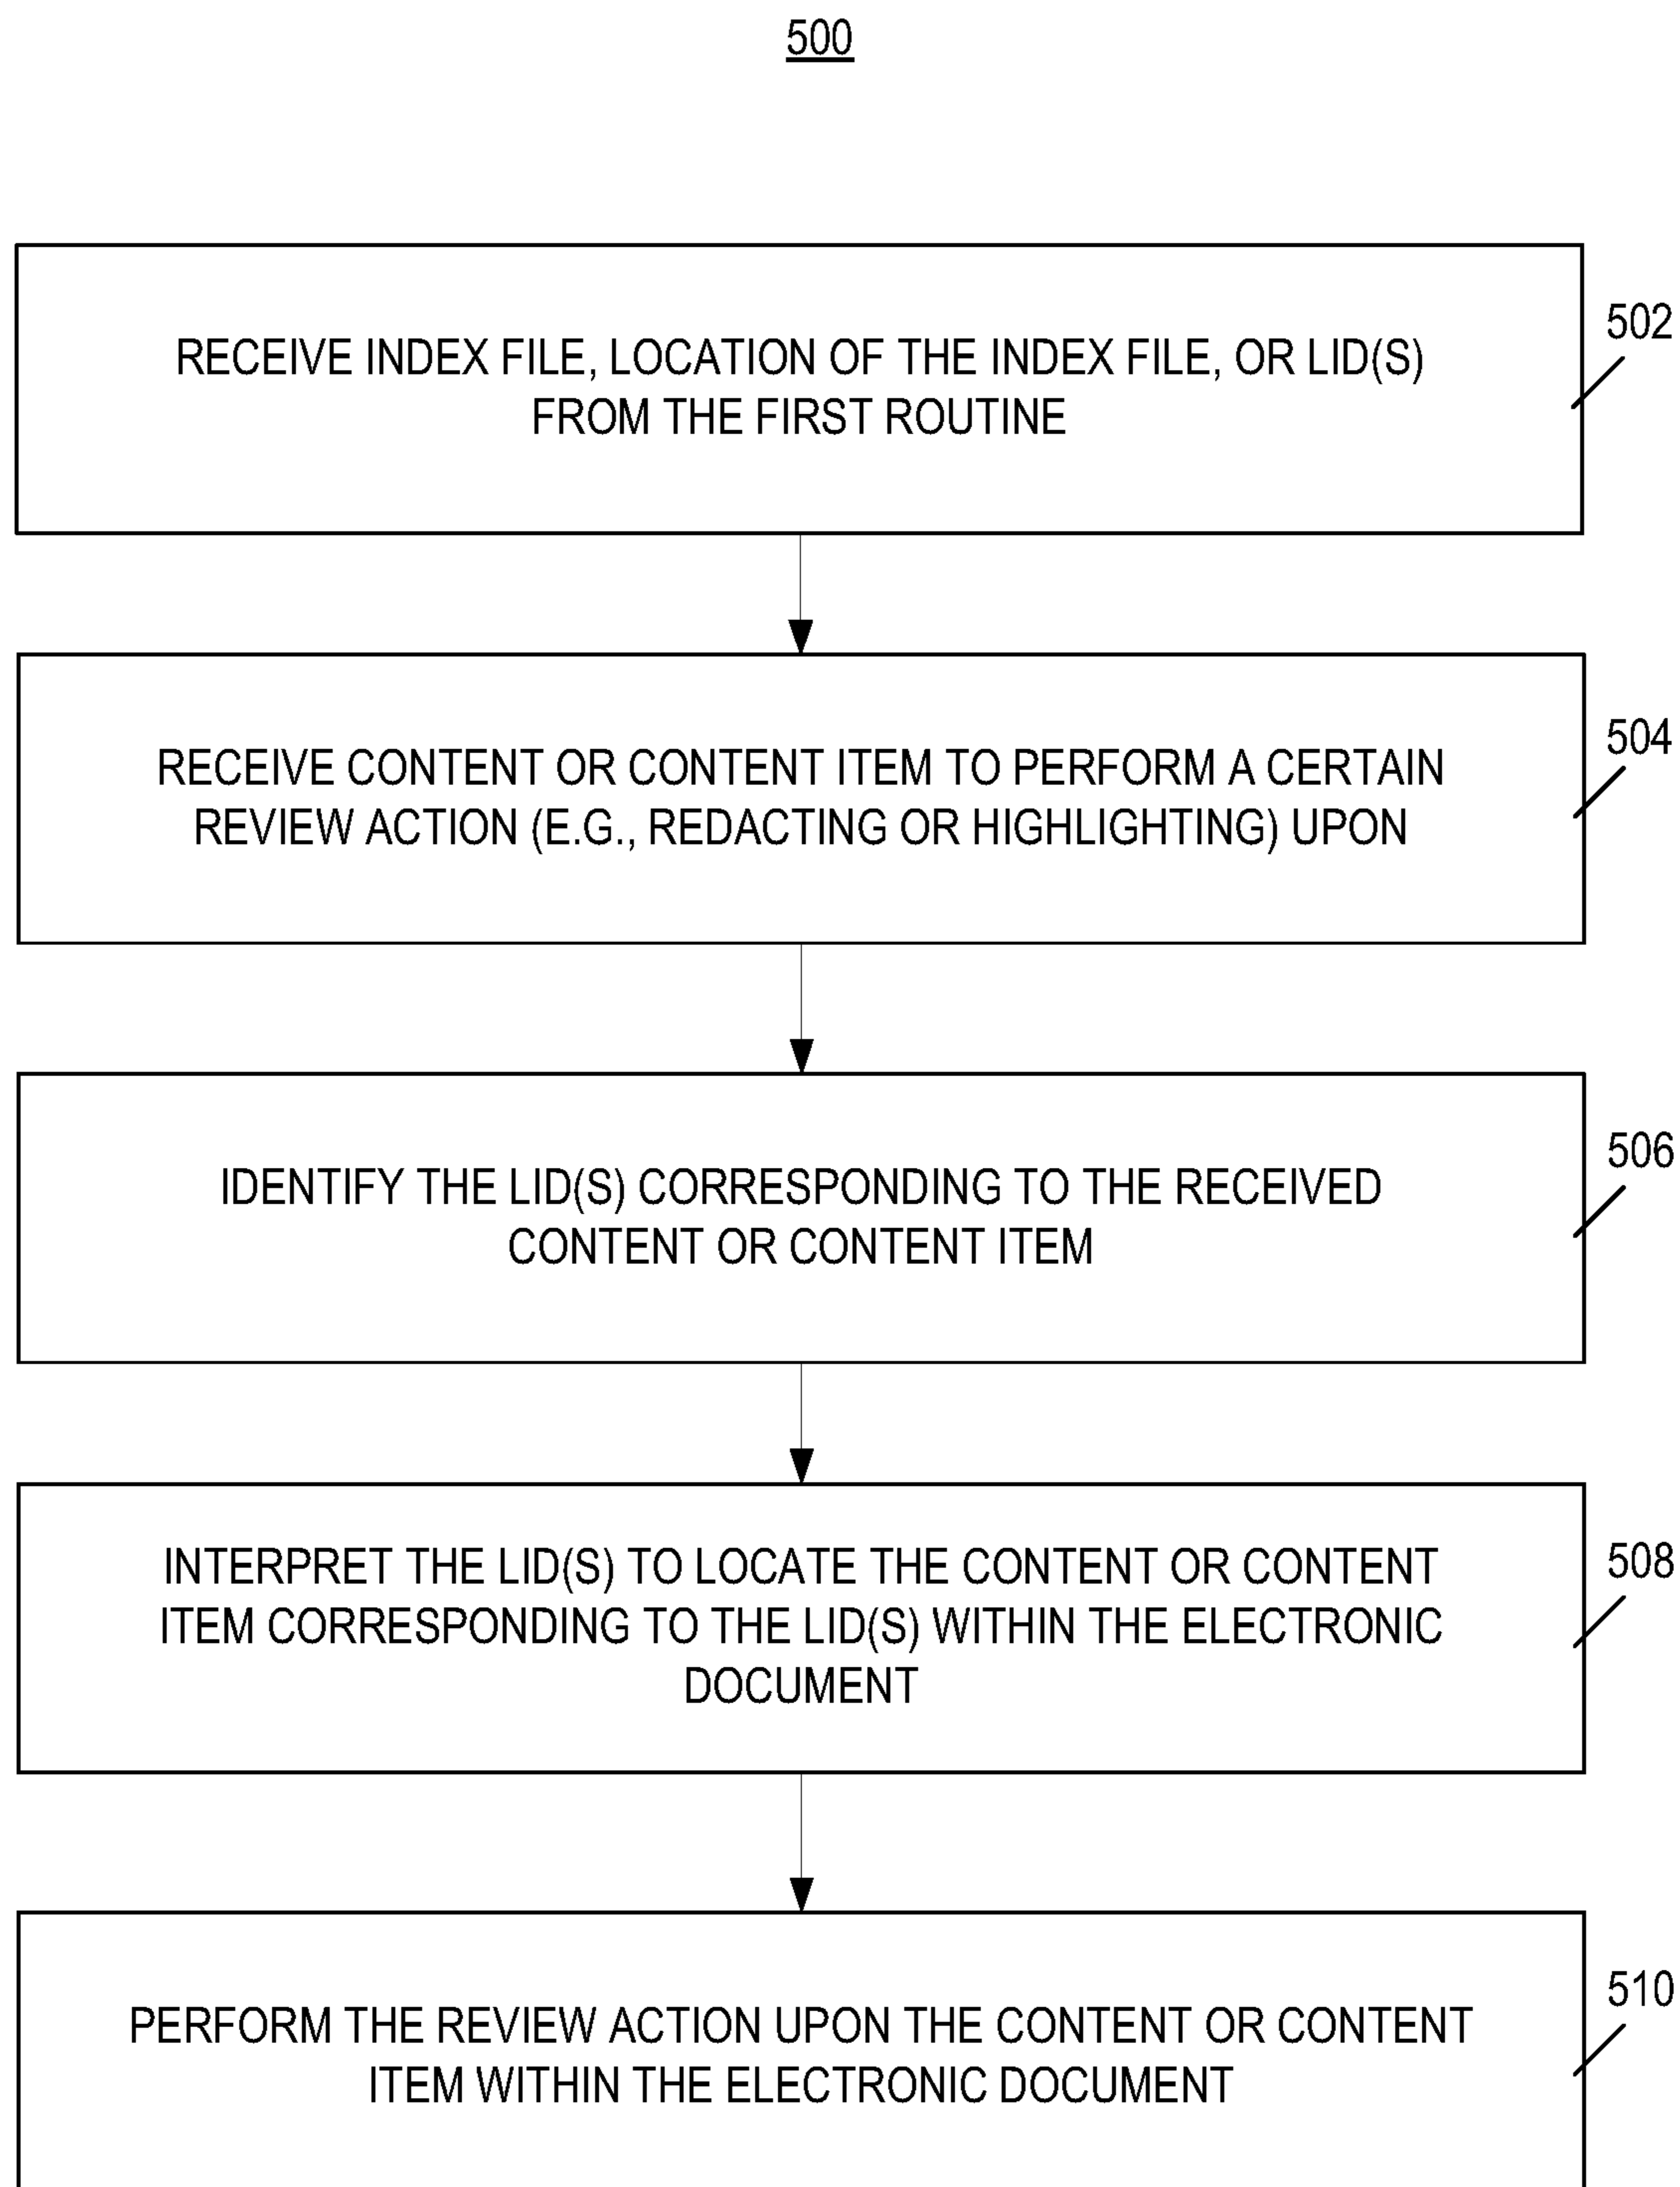 500
RECEIVE INDEX FILE, LOCATION OF THE INDEX FILE, OR LID(S)
FROM THE FIRST ROUTINE
502
RECEIVE CONTENT OR CONTENT ITEM TO PERFORM A CERTAIN
REVIEW ACTION (E.G., REDACTING OR HIGHLIGHTING) UPON
504
IDENTIFY THE LID(S) CORRESPONDING TO THE RECEIVED
CONTENT OR CONTENT ITEM
506
INTERPRET THE LID(S) TO LOCATE THE CONTENT OR CONTENT
ITEM CORRESPONDING TO THE LID(S) WITHIN THE ELECTRONIC
DOCUMENT
508
PERFORM THE REVIEW ACTION UPON THE CONTENT OR CONTENT
ITEM WITHIN THE ELECTRONIC DOCUMENT
510